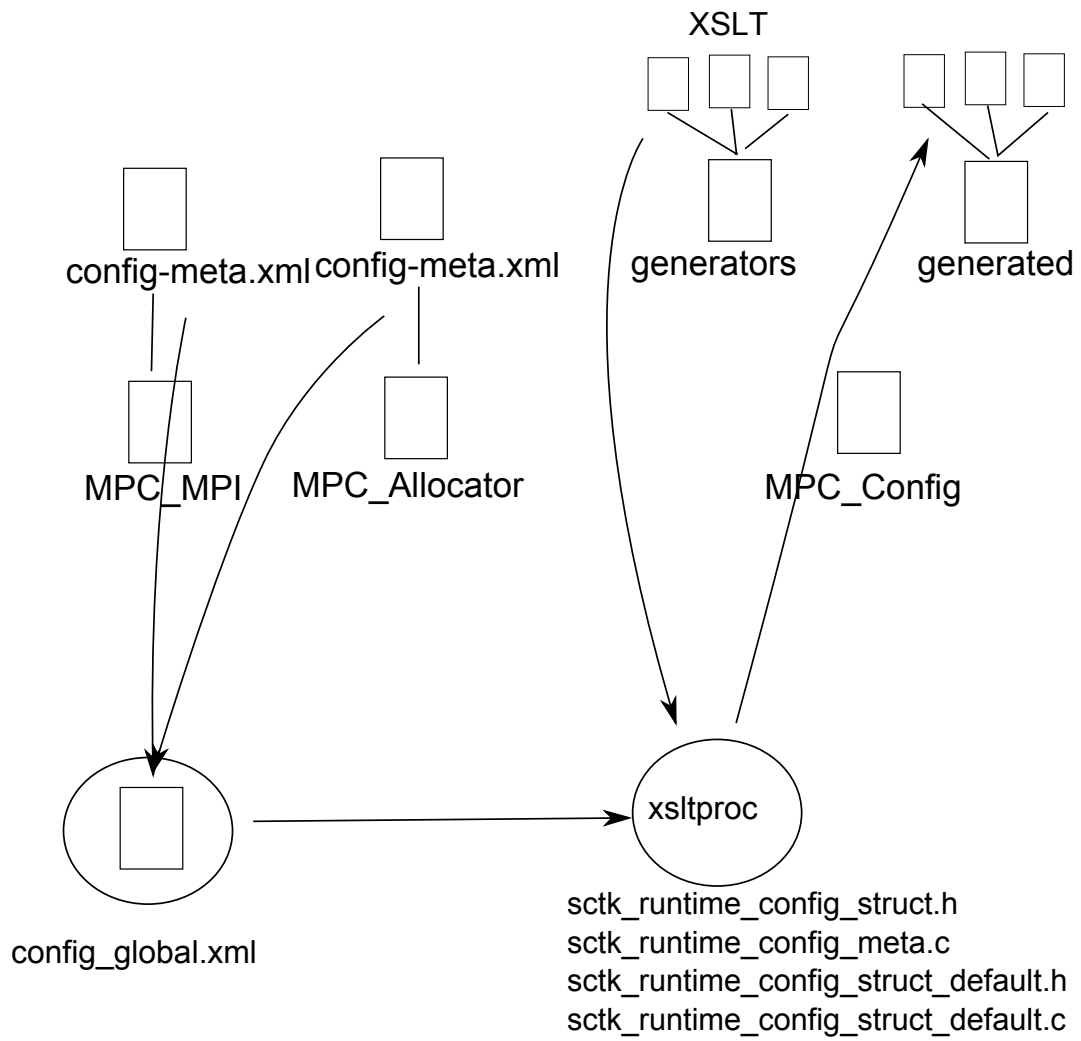 XSLT
config-meta.xml
config-meta.xml
generators
generated
MPC_MPI
MPC_Allocator
MPC_Config
xsltproc
config_global.xml
sctk_runtime_config_struct.h
sctk_runtime_config_meta.c
sctk_runtime_config_struct_default.h
sctk_runtime_config_struct_default.c